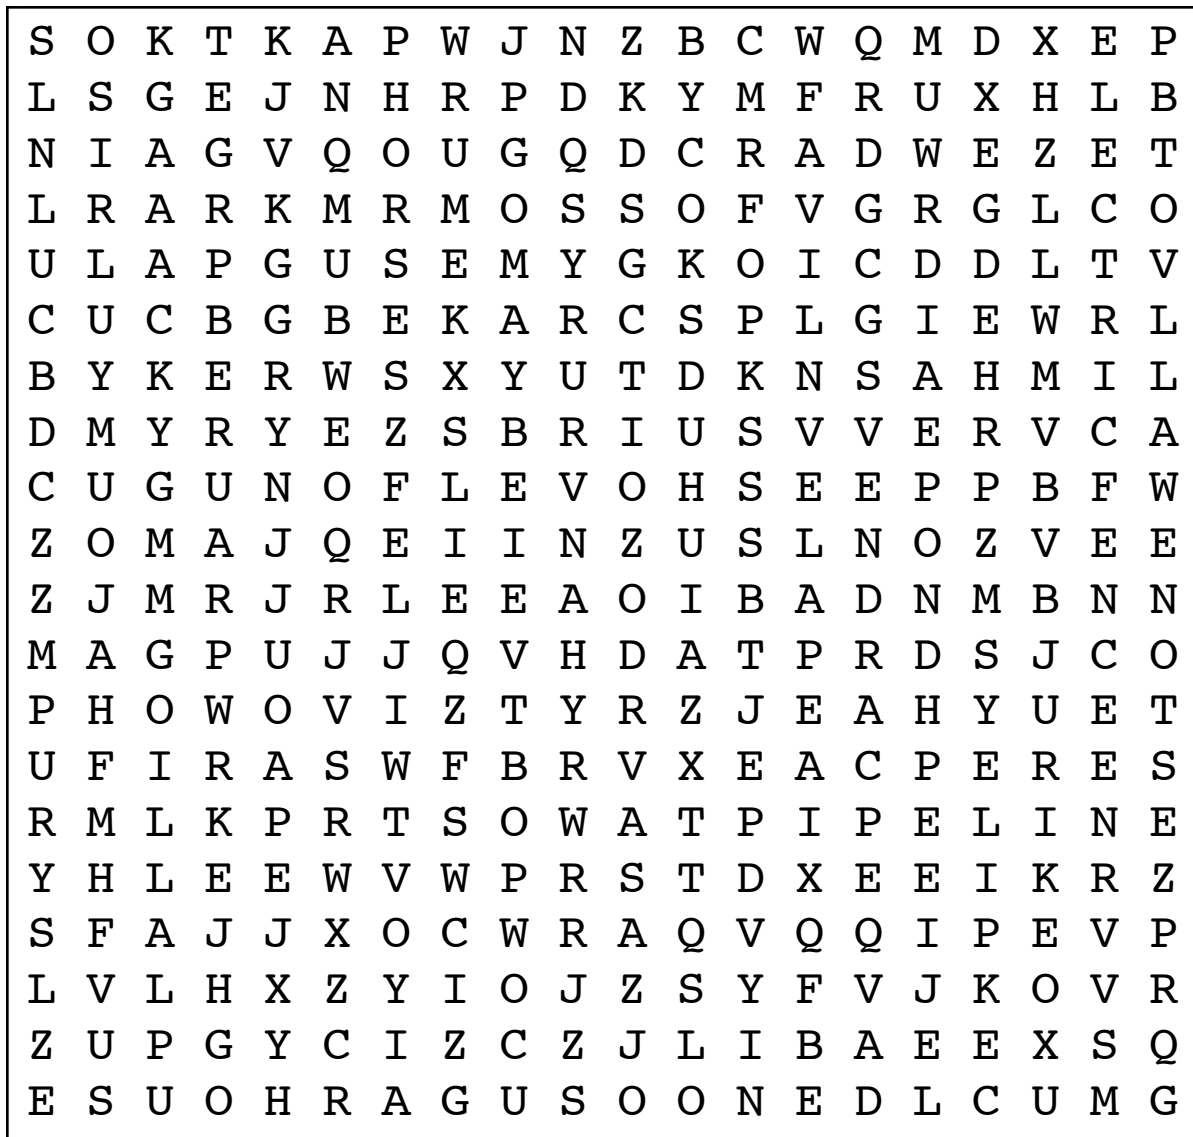 S O K T K A P W J N Z B C W Q M D X E P
L S G E J N H R P D K Y M F R U X H L B
N I A G V Q O U G Q D C R A D W E Z E T
L R A R K M R M O S S O F V G R G L C O
U L A P G U S E M Y G K O I C D D L T V
C U C B G B E K A R C S P L G I E W R L
B Y K E R W S X Y U T D K N S A H M I L
D M Y R Y E Z S B R I U S V V E R V C A
C U G U N O F L E V O H S E E P P B F W
Z O M A J Q E I I N Z U S L N O Z V E E
Z J M R J R L E E A O I B A D N M B N N
M A G P U J J Q V H D A T P R D S J C O
P H O W O V I Z T Y R Z J E A H Y U E T
U F I R A S W F B R V X E A C P E R E S
R M L K P R T S O W A T P I P E L I N E
Y H L E E W V W P R S T D X E E I K R Z
S F A J J X O C W R A Q V Q Q I P E V P
L V L H X Z Y I O J Z S Y F V J K O V R
Z U P G Y C I Z C Z J L I B A E E X S Q
E S U O H R A G U S O O N E D L C U M G